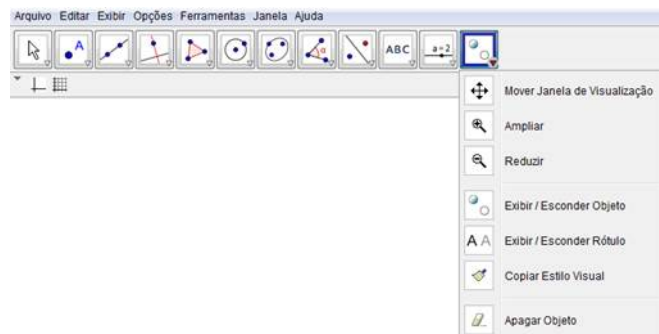 Arquivo Editar Exibir Opções Ferramentas Janela Ajuda
A α ABC a=2
Mover Janela de Visualização
Ampliar
Reduzir
Exibir / Esconder Objeto
AA Exibir / Esconder Rótulo
Copiar Estilo Visual
Apagar Objeto